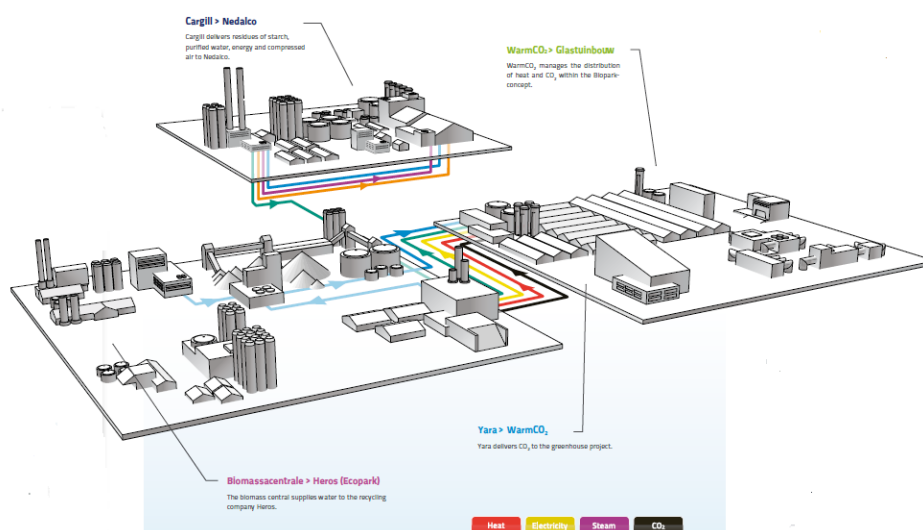 Cargill > Nedalco
Cargill delivers residues of starch,
purified water, energy and compressed
air to Nedalco.
WarmCO₂ > Glastuinbouw
WarmCO₂ manages the distribution
of heat and CO₂ within the Biopark-
concept.
Yara > WarmCO₂
Yara delivers CO₂ to the greenhouse project.
Biomassacentrale > Heros (Ecopark)
The biomass central supplies water to the recycling
company Heros.
Heat
Electricity
Steam
CO₂